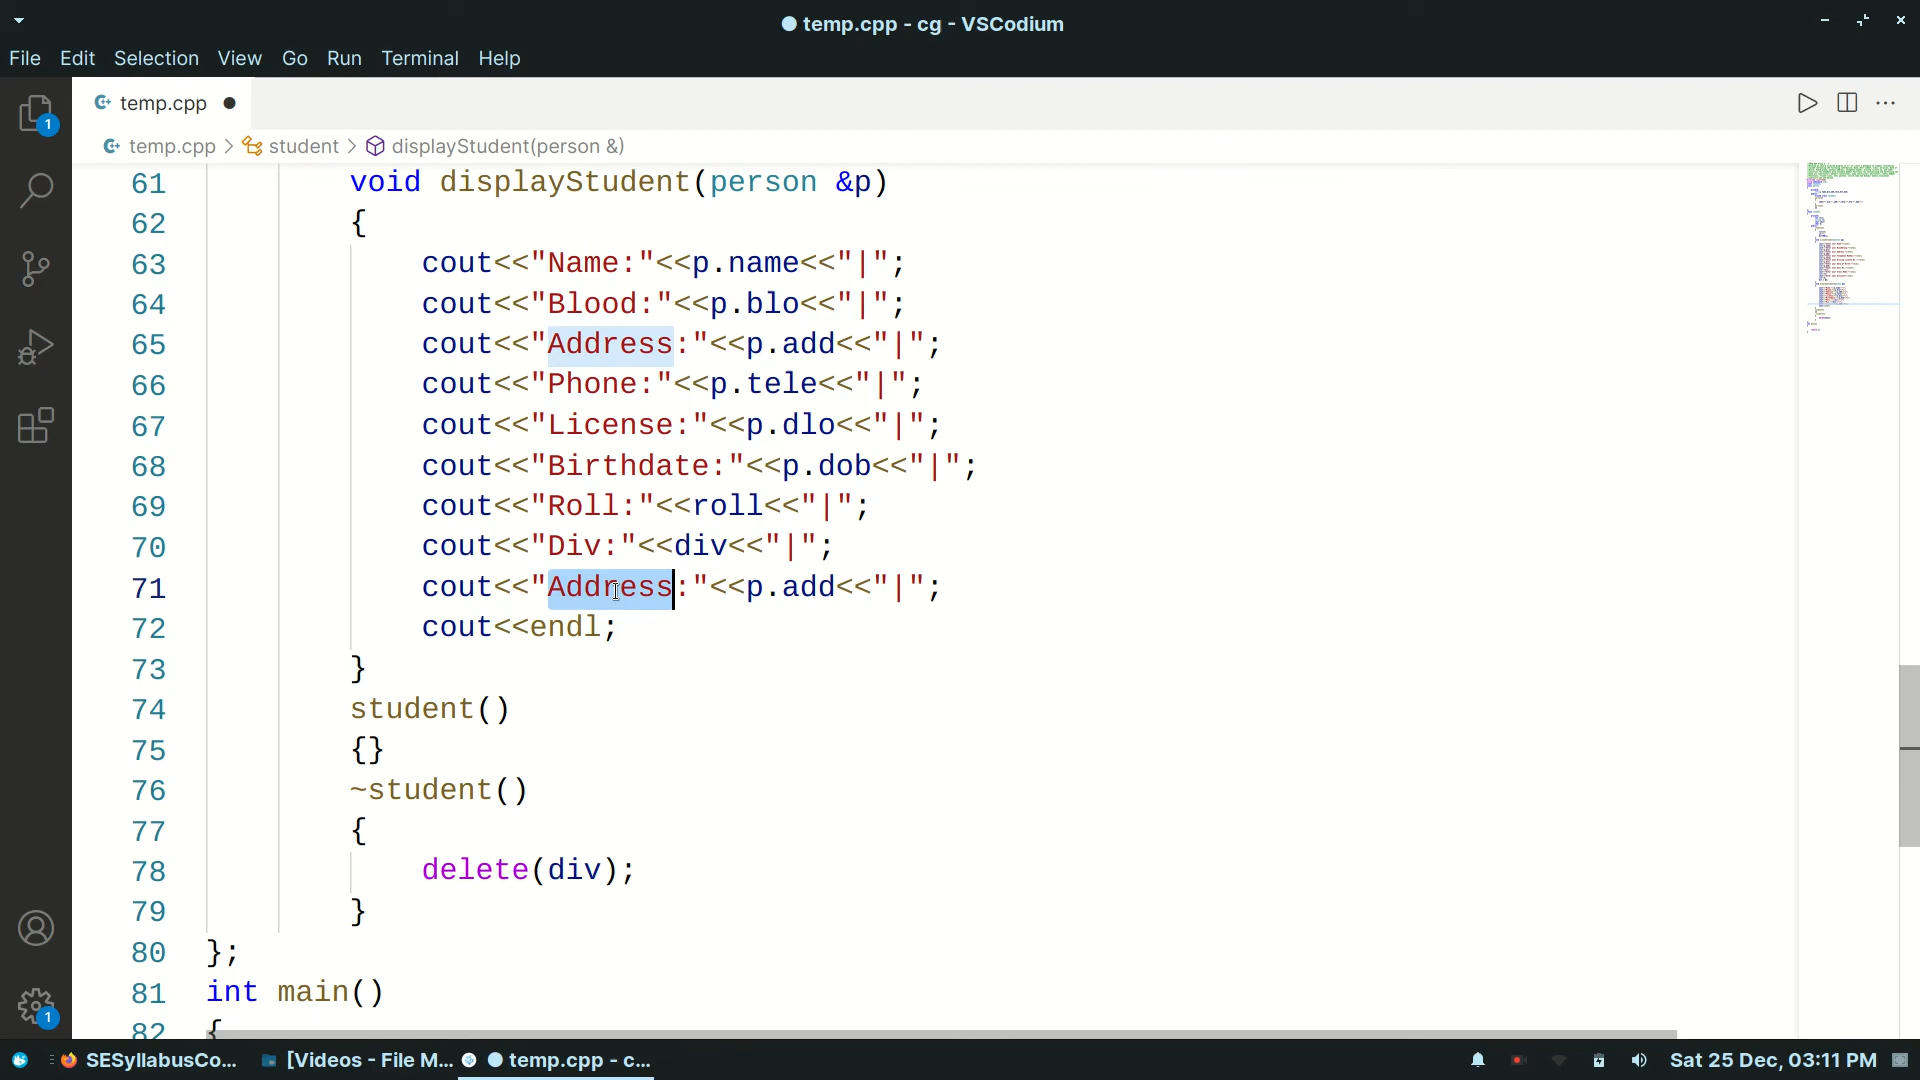 temp.cpp - cg - VSCodium
File Edit Selection View Go Run Terminal Help
temp.cpp
temp.cpp > student > displayStudent(person &)
61 void displayStudent(person &p)
62 {
63 cout<<"Name:"<<p.name<<"|";
64 cout<<"Blood:"<<p.blo<<"|";
65 cout<<"Address:"<<p.add<<"|";
66 cout<<"Phone:"<<p.tele<<"|";
67 cout<<"License:"<<p.dlo<<"|";
68 cout<<"Birthdate:"<<p.dob<<"|";
69 cout<<"Roll:"<<roll<<"|";
70 cout<<"Div:"<<div<<"|";
71 cout<<"Address:"<<p.add<<"|";
72 cout<<endl;
73 }
74 student()
75 {}
76 ~student()
77 {
78 delete(div);
79 }
80 };
81 int main()
82 {
1
1
SESyllabusCo... [Videos - File M... temp.cpp - c... Sat 25 Dec, 03:11 PM